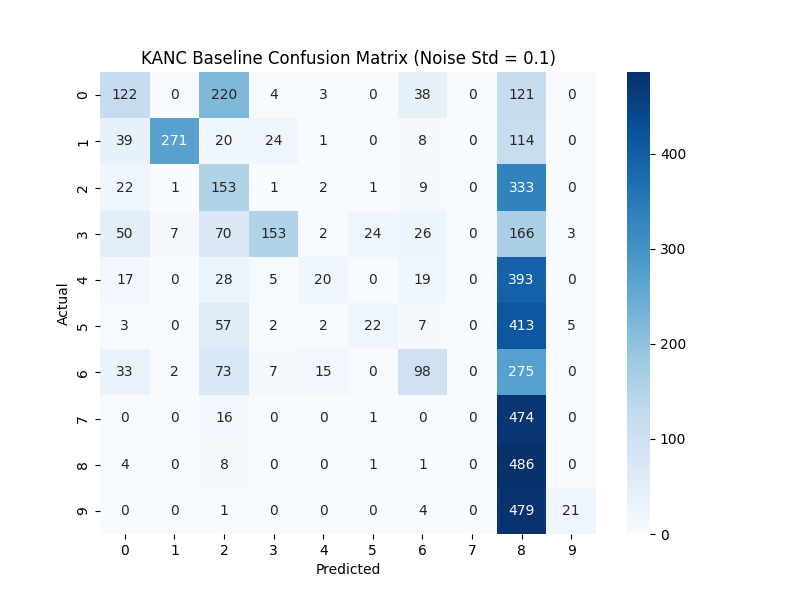 KANC Baseline Confusion Matrix (Noise Std = 0.1)
Actual
0 122 0 220 4 3 0 38 0 121 0
1 39 271 20 24 1 0 8 0 114 0
2 22 1 153 1 2 1 9 0 333 0
3 50 7 70 153 2 24 26 0 166 3
4 17 0 28 5 20 0 19 0 393 0
5 3 0 57 2 2 22 7 0 413 5
6 33 2 73 7 15 0 98 0 275 0
7 0 0 16 0 0 1 0 0 474 0
8 4 0 8 0 0 1 1 0 486 0
9 0 0 1 0 0 0 4 0 479 21
0 1 2 3 4 5 6 7 8 9
Predicted
400
300
200
100
0